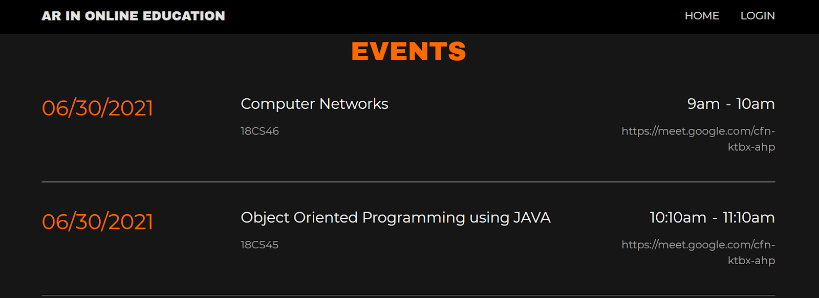 AR IN ONLINE EDUCATION HOME LOGIN
EVENTS
06/30/2021 Computer Networks 9am - 10am
18CS46 https://meet.google.com/cfn-
ktbx-ahp
06/30/2021 Object Oriented Programming using JAVA 10:10am - 11:10am
18CS45 https://meet.google.com/cfn-
ktbx-ahp